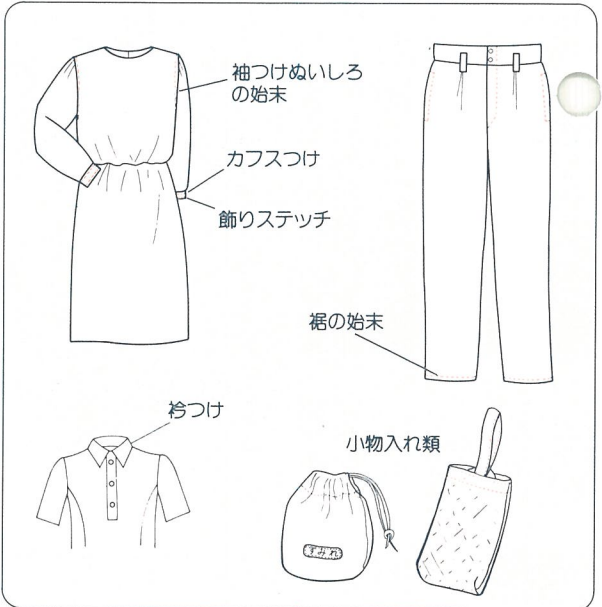 袖つけぬいしろ
の始末
カフスつけ
飾りステッチ
裾の始末
衿つけ
小物入れ類
すみれ